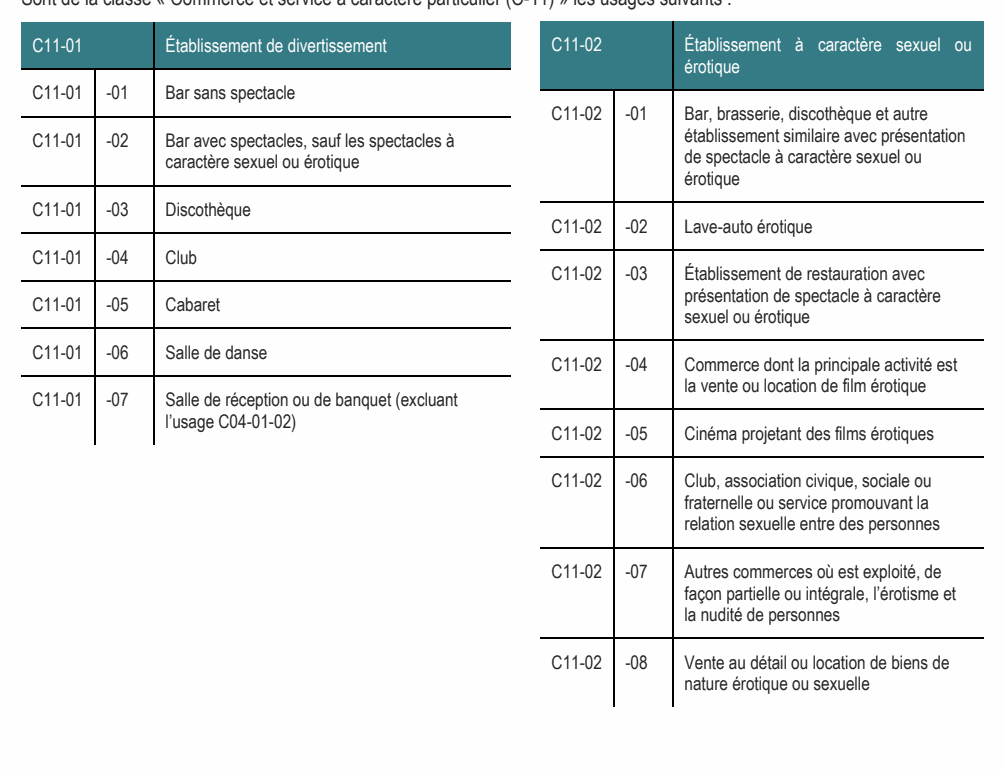 Sont de la classe « Commerce et service à caractère particulier (C-11) » les usages suivants :
C11-01 Établissement de divertissement
C11-01 -01 Bar sans spectacle
C11-01 -02 Bar avec spectacles, sauf les spectacles à
caractère sexuel ou érotique
C11-01 -03 Discothèque
C11-01 -04 Club
C11-01 -05 Cabaret
C11-01 -06 Salle de danse
C11-01 -07 Salle de réception ou de banquet (excluant
l’usage C04-01-02)
C11-02 Établissement à caractère sexuel ou
érotique
C11-02 -01 Bar, brasserie, discothèque et autre
établissement similaire avec présentation
de spectacle à caractère sexuel ou
érotique
C11-02 -02 Lave-auto érotique
C11-02 -03 Établissement de restauration avec
présentation de spectacle à caractère
sexuel ou érotique
C11-02 -04 Commerce dont la principale activité est
la vente ou location de film érotique
C11-02 -05 Cinéma projetant des films érotiques
C11-02 -06 Club, association civique, sociale ou
fraternelle ou service promouvant la
relation sexuelle entre des personnes
C11-02 -07 Autres commerces où est exploité, de
façon partielle ou intégrale, l’érotisme et
la nudité de personnes
C11-02 -08 Vente au détail ou location de biens de
nature érotique ou sexuelle